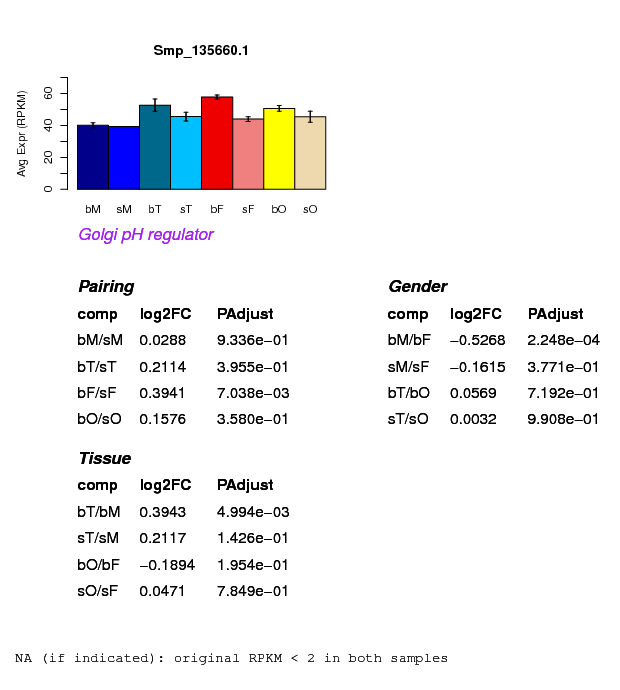 Smp_135660.1
Avg Expr (RPKM)
0 20 40 60
bM sM bT sT bF sF bO sO
Golgi pH regulator
Pairing
comp log2FC PAdjust
bM/sM 0.0288 9.336e−01
bT/sT 0.2114 3.955e−01
bF/sF 0.3941 7.038e−03
bO/sO 0.1576 3.580e−01
Gender
comp log2FC PAdjust
bM/bF −0.5268 2.248e−04
sM/sF −0.1615 3.771e−01
bT/bO 0.0569 7.192e−01
sT/sO 0.0032 9.908e−01
Tissue
comp log2FC PAdjust
bT/bM 0.3943 4.994e−03
sT/sM 0.2117 1.426e−01
bO/bF −0.1894 1.954e−01
sO/sF 0.0471 7.849e−01
NA (if indicated): original RPKM < 2 in both samples